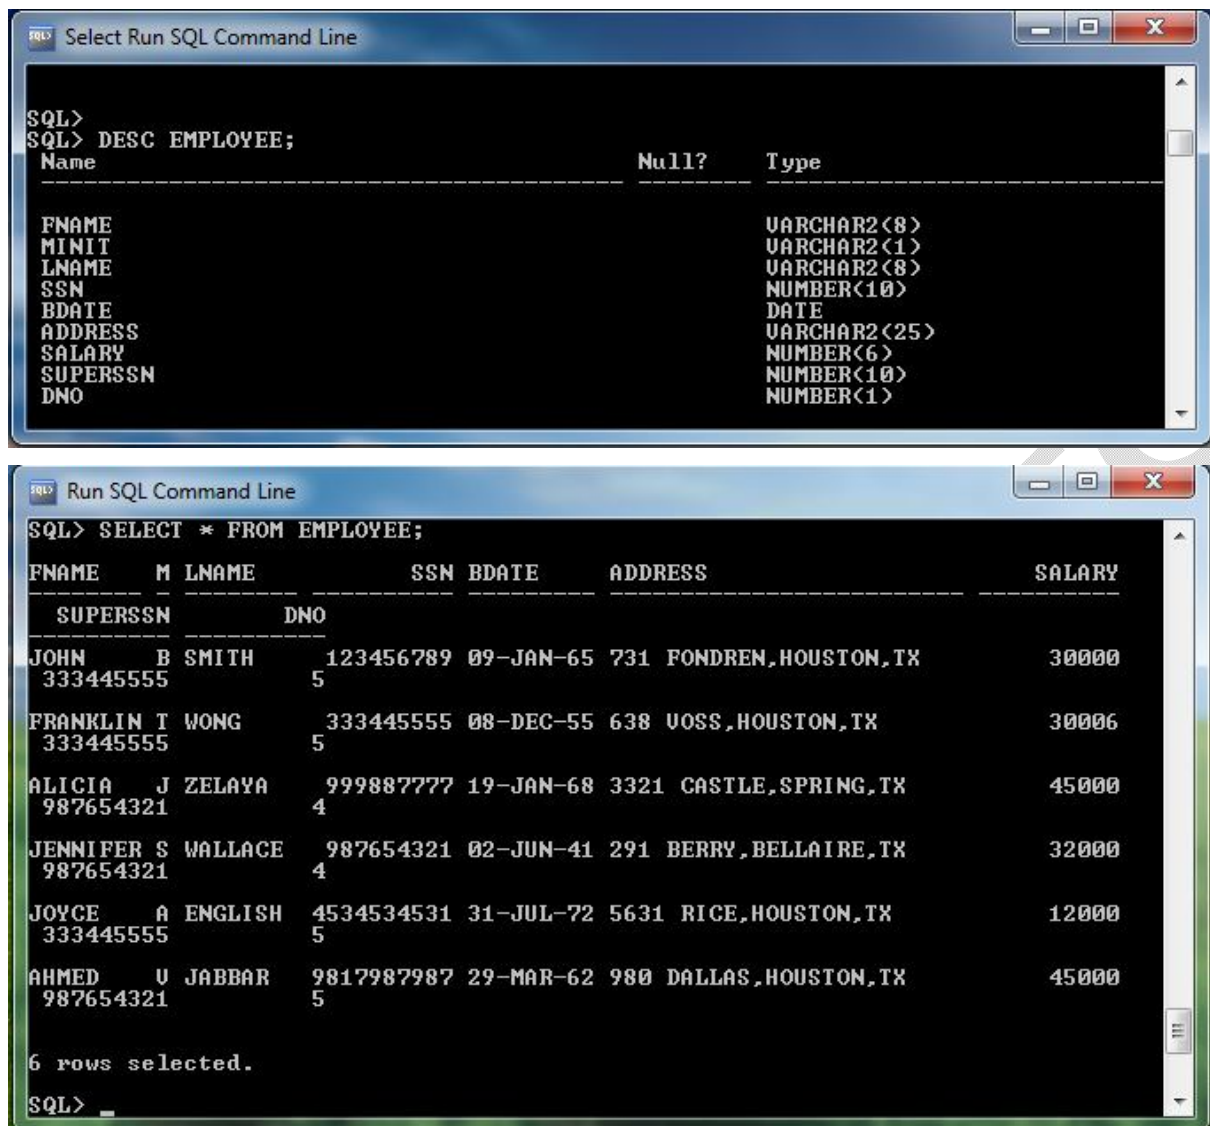 Select Run SQL Command Line
SQL>
SQL> DESC EMPLOYEE;
Name Null? Type
FNAME VARCHAR2(8)
MINIT VARCHAR2(1)
LNAME VARCHAR2(8)
SSN NUMBER(10)
BDATE DATE
ADDRESS VARCHAR2(25)
SALARY NUMBER(6)
SUPERSSN NUMBER(10)
DNO NUMBER(1)
Run SQL Command Line
SQL> SELECT * FROM EMPLOYEE;
FNAME M LNAME SSN BDATE ADDRESS SALARY
SUPERSSN DNO
JOHN B SMITH 123456789 09-JAN-65 731 FONDREN,HOUSTON,TX 30000
333445555 5
FRANKLIN T WONG 333445555 08-DEC-55 638 VOSS,HOUSTON,TX 30006
333445555 5
ALICIA J ZELAYA 999887777 19-JAN-68 3321 CASTLE,SPRING,TX 45000
987654321 4
JENNIFER S WALLACE 987654321 02-JUN-41 291 BERRY,BELLAIRE,TX 32000
987654321 4
JOYCE A ENGLISH 4534534531 31-JUL-72 5631 RICE,HOUSTON,TX 12000
333445555 5
AHMED V JABBAR 9817987987 29-MAR-62 980 DALLAS,HOUSTON,TX 45000
987654321 5
6 rows selected.
SQL> _